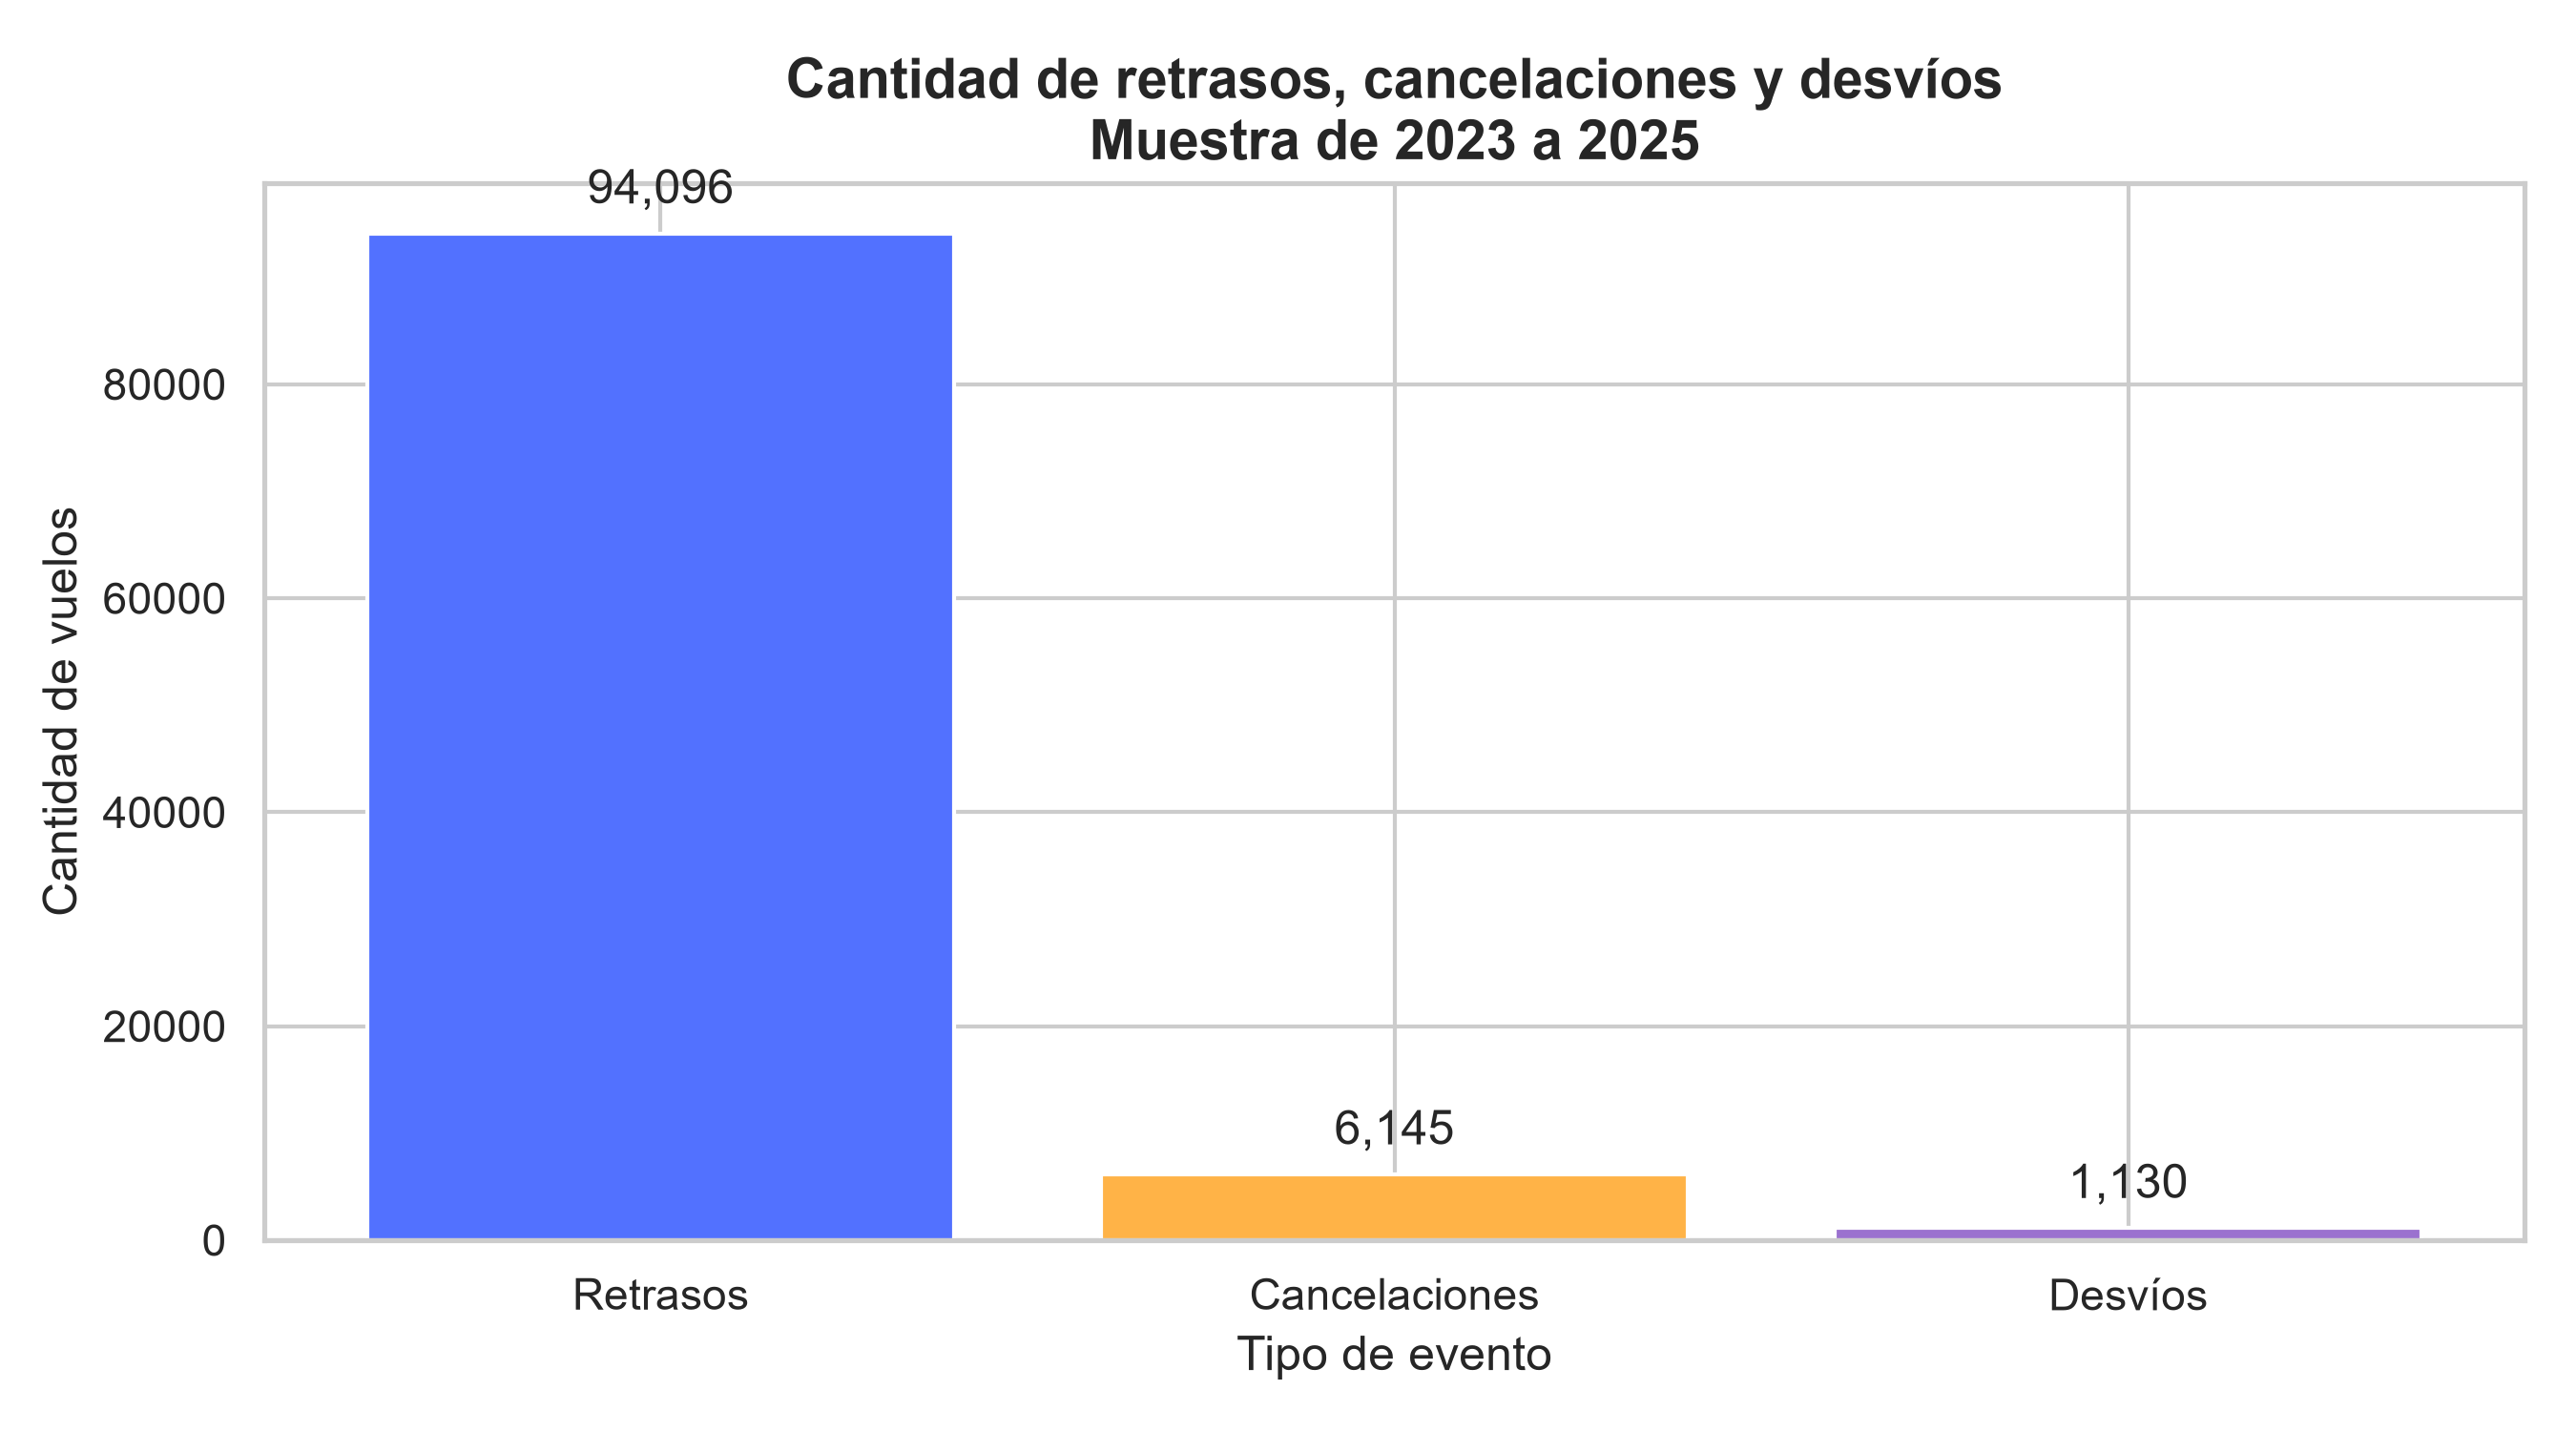 Cantidad de retrasos, cancelaciones y desvíos
Muestra de 2023 a 2025
94,096
80000
60000
40000
20000
0
Cantidad de vuelos
6,145
1,130
Retrasos
Cancelaciones
Desvíos
Tipo de evento